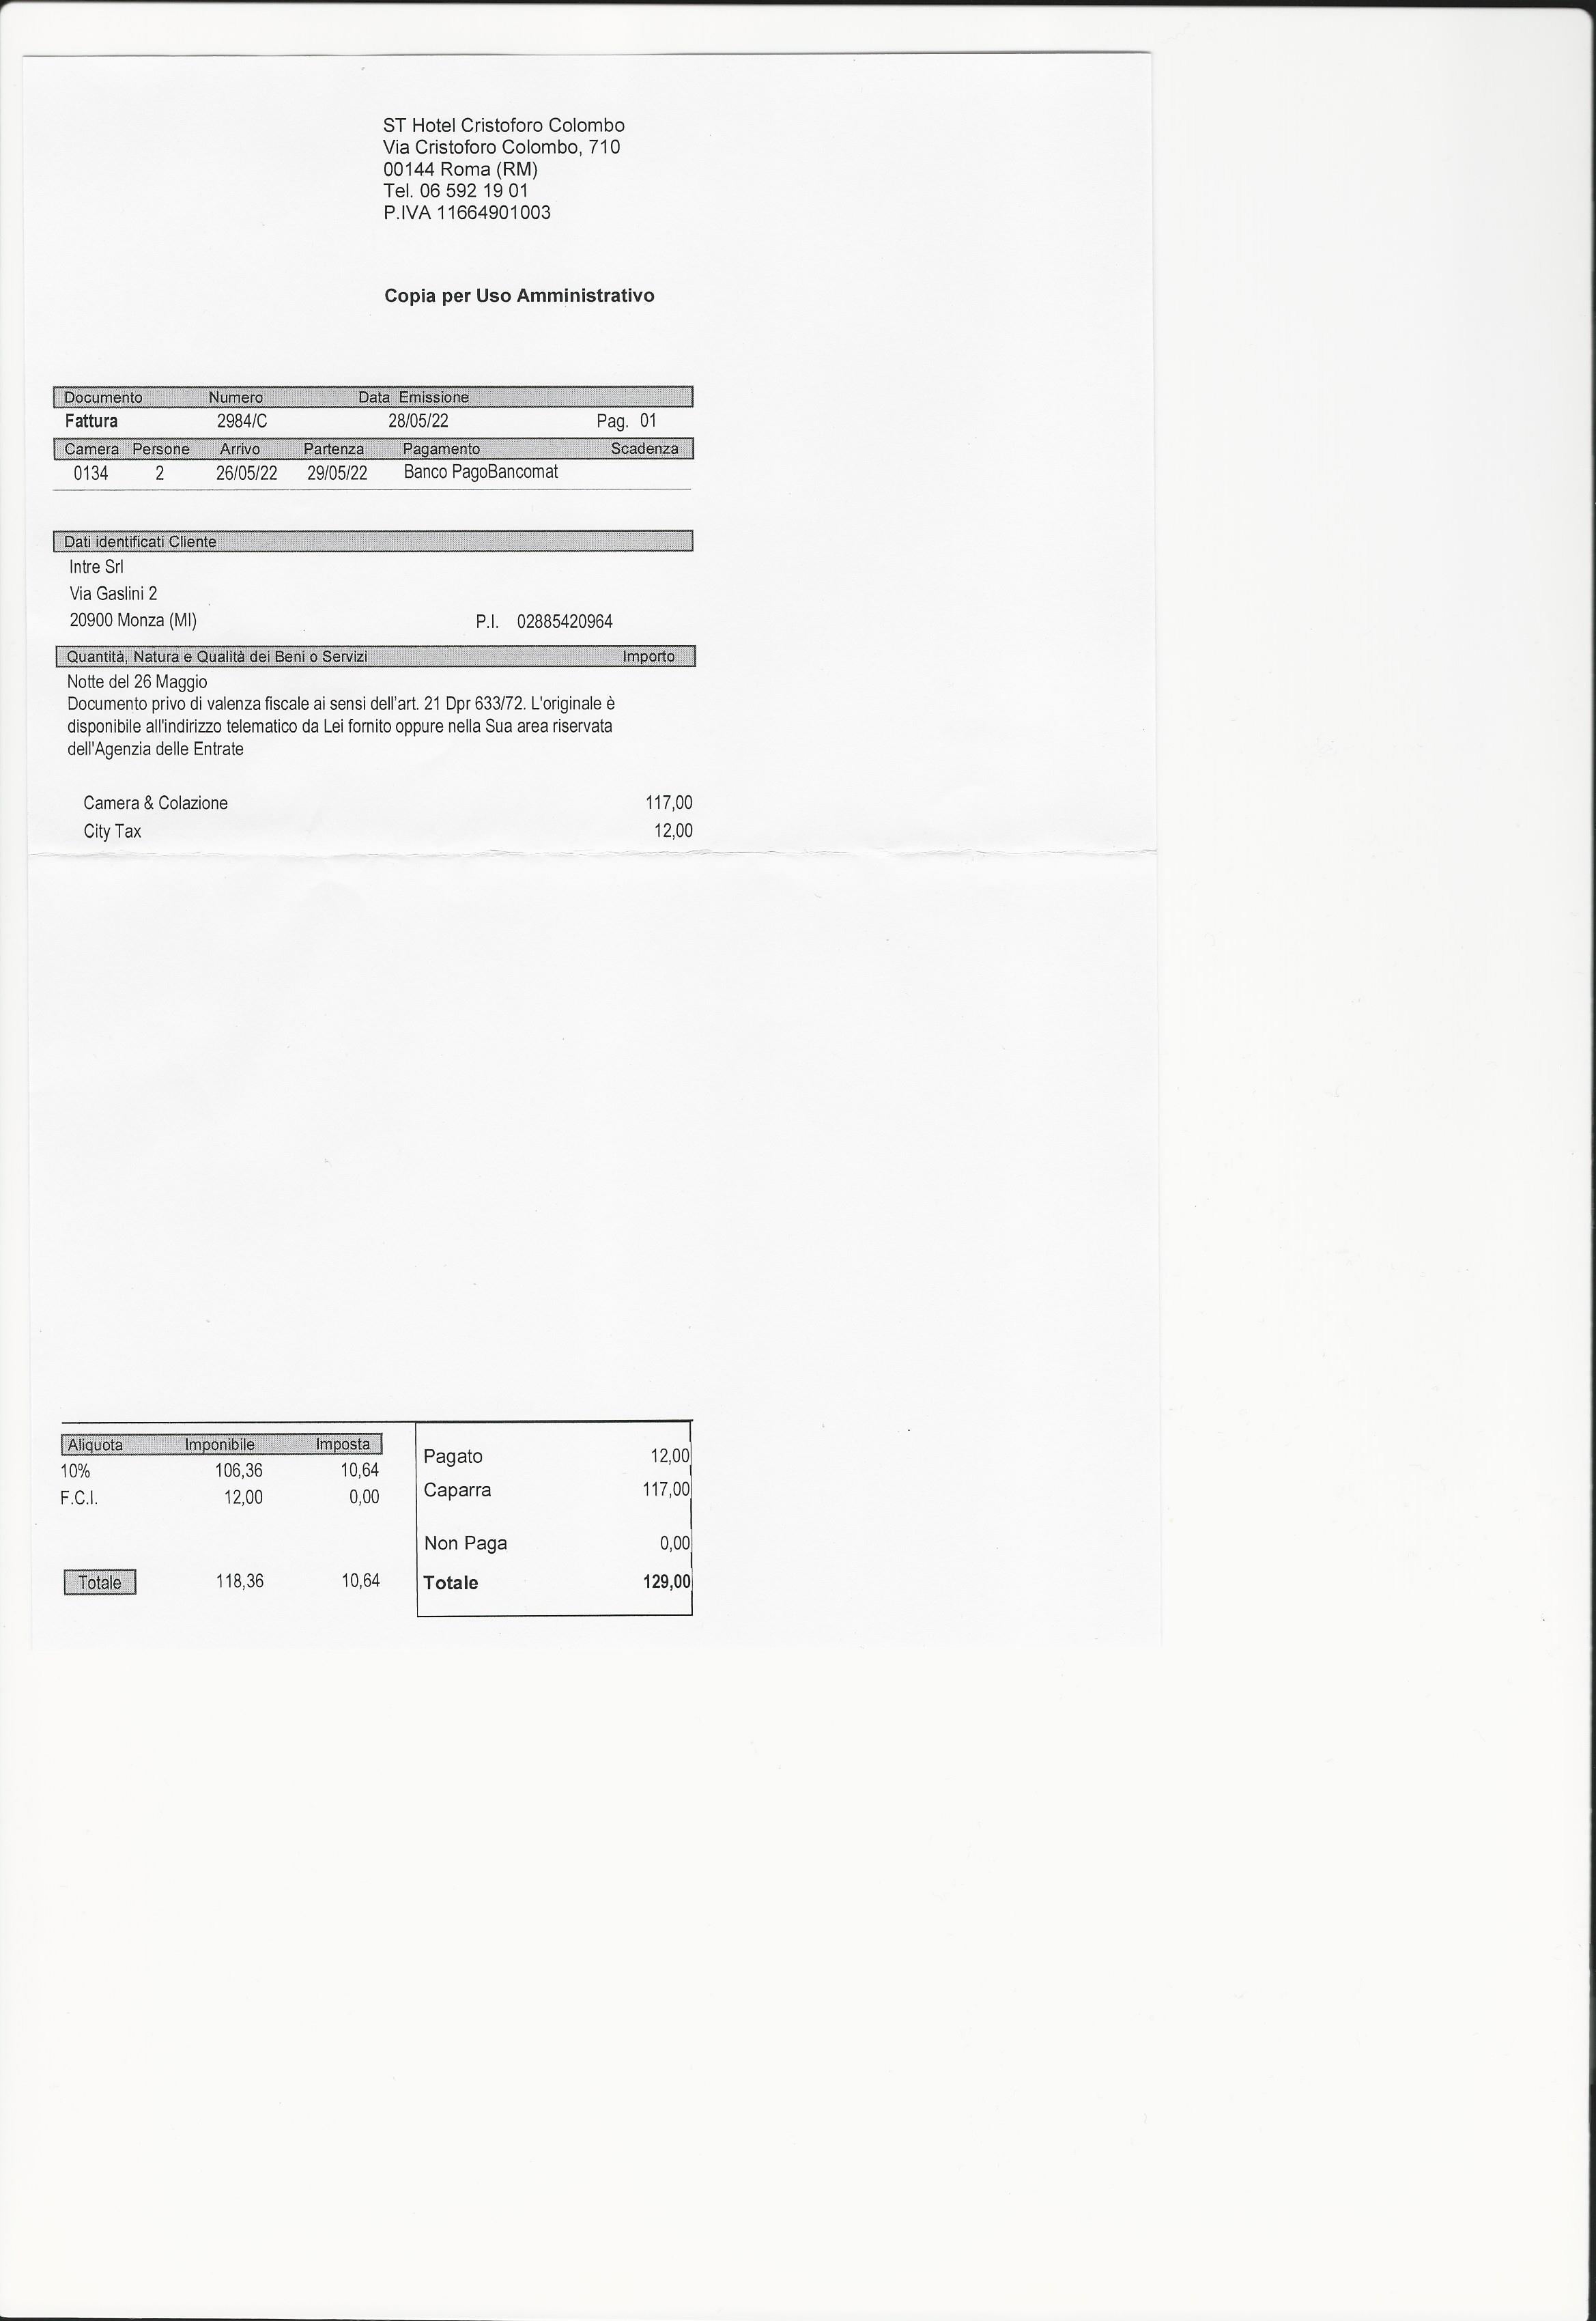 ST Hotel Cristoforo Colombo
Via Cristoforo Colombo, 710
00144 Roma (RM)
Tel. 06 592 19 01
P.IVA 11664901003
Copia per Uso Amministrativo
Documento Numero Data Emissione
Fattura 2984/C 28/05/22 Pag. 01
Camera Persone Arrivo Partenza Pagamento Scadenza
0134 2 26/05/22 29/05/22 Banco PagoBancomat
Dati identificati Cliente
Intre Srl
Via Gaslini 2
20900 Monza (MI) P.I. 02885420964
Quantità, Natura e Qualità dei Beni o Servizi Importo
Notte del 26 Maggio
Documento privo di valenza fiscale ai sensi dell'art. 21 Dpr 633/72. L'originale è
disponibile all'indirizzo telematico da Lei fornito oppure nella Sua area riservata
dell'Agenzia delle Entrate
Camera & Colazione 117,00
City Tax 12,00
Aliquota Imponibile Imposta
10% 106,36 10,64
F.C.I. 12,00 0,00
Totale 118,36 10,64
Pagato 12,00
Caparra 117,00
Non Paga 0,00
Totale 129,00